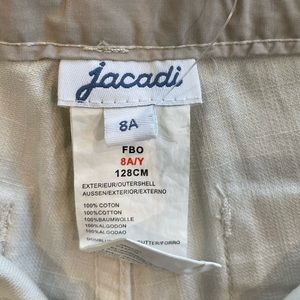 jacadi
8A
FBO
8A/Y
128CM
EXTERIEUR/OUTERSHELL
AUSSEN/EXTERIOR/EXTERNO
100% COTON
100%COTTON
100%BAUMWOLLE
100%ALGODON
100%ALGODAO